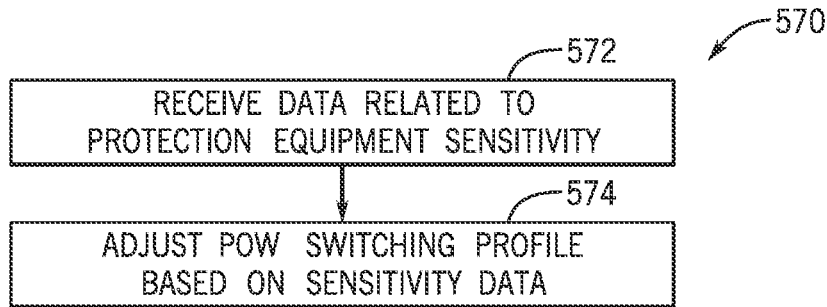 570
572
RECEIVE DATA RELATED TO
PROTECTION EQUIPMENT SENSITIVITY
574
ADJUST POW SWITCHING PROFILE
BASED ON SENSITIVITY DATA